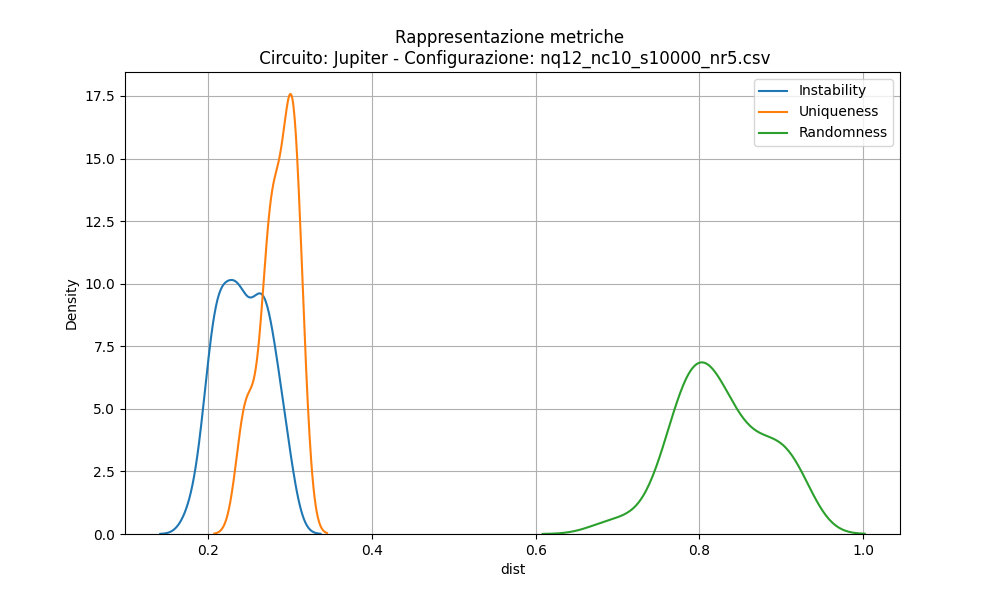 Rappresentazione metriche
Circuito: Jupiter - Configurazione: nq12_nc10_s10000_nr5.csv
Instability
Uniqueness
Randomness
17.5
15.0
12.5
10.0
7.5
5.0
2.5
0.0
Density
0.2
0.4
0.6
0.8
1.0
dist